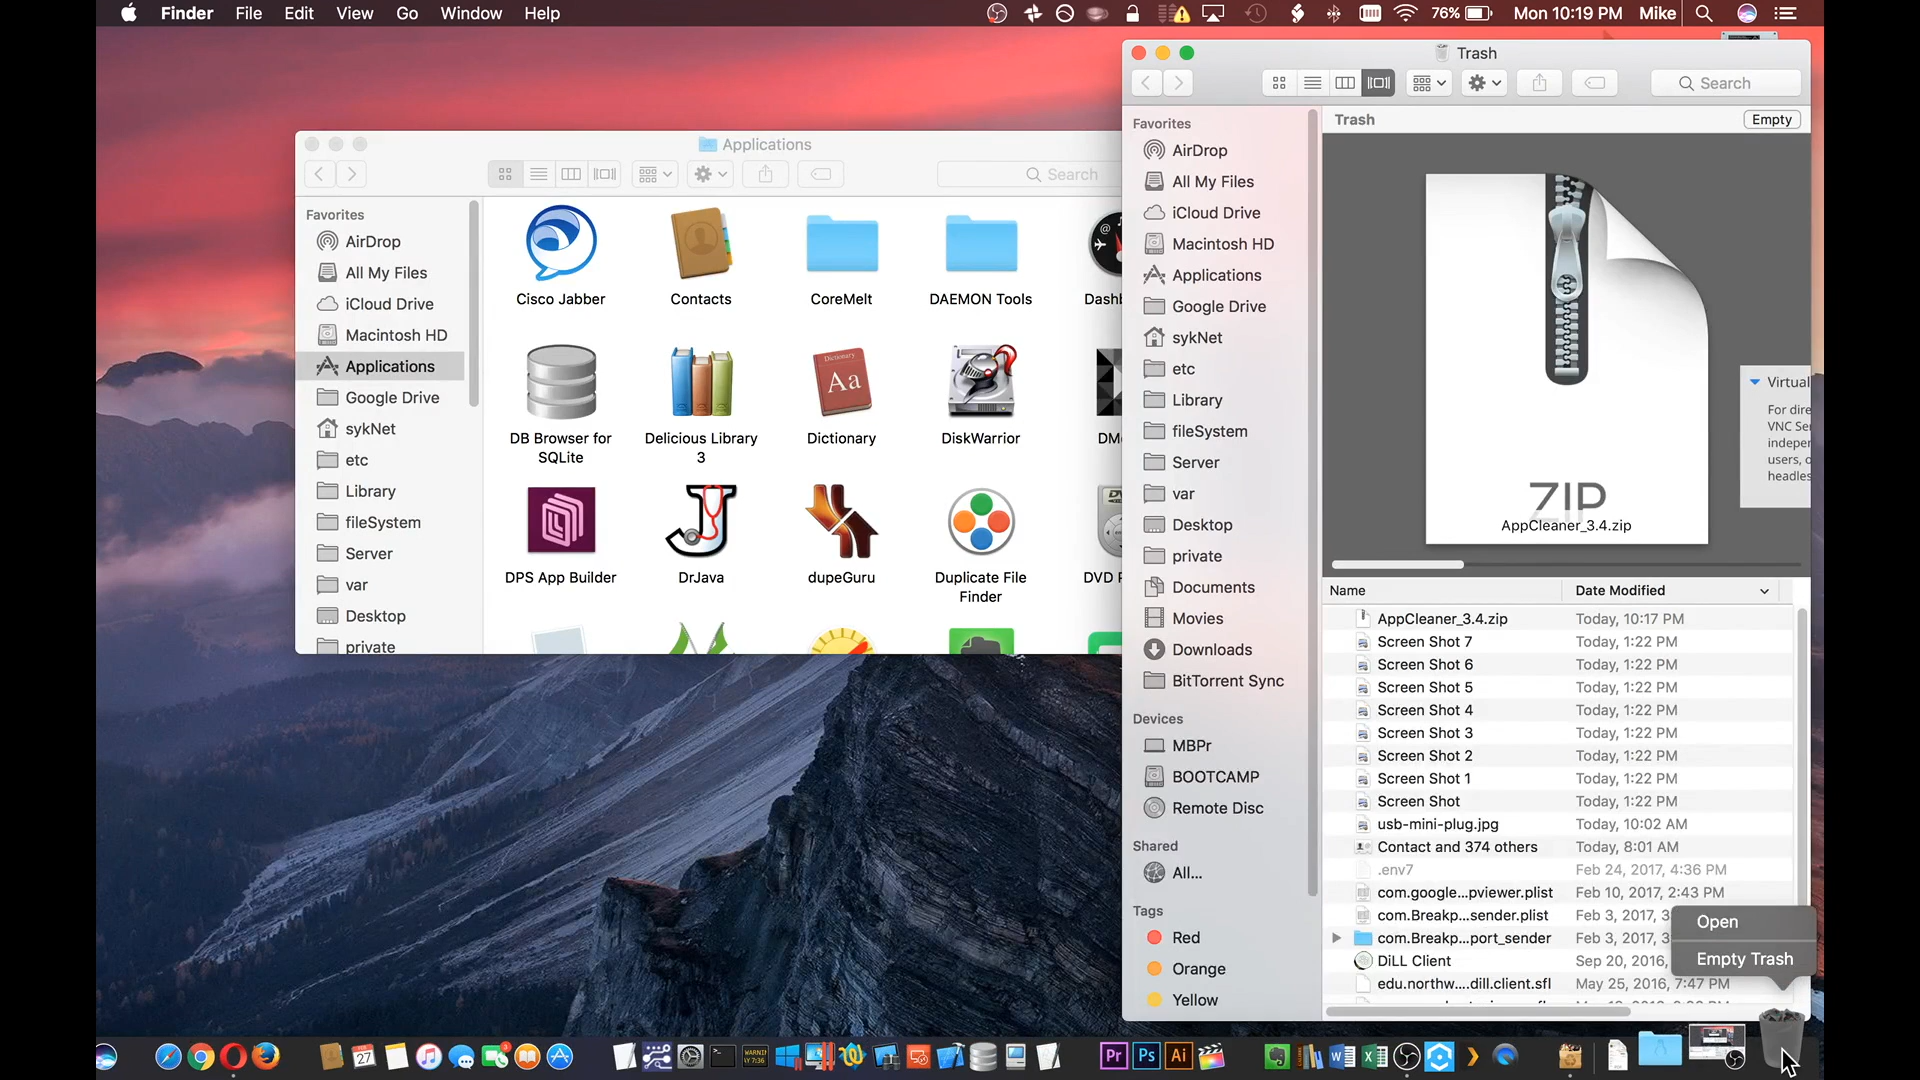 Finder File Edit View Go Window Help
76% Mon 10:19 PM Mike
Applications
Search
Favorites
AirDrop
All My Files
iCloud Drive
Macintosh HD
Applications
Google Drive
sykNet
etc
Library
fileSystem
Server
var
Desktop
private
Cisco Jabber
Contacts
CoreMelt
DAEMON Tools
Dashb
DB Browser for
SQLite
Delicious Library
3
Dictionary
Aa
Dictionary
DiskWarrior
DM
DPS App Builder
DrJava
dupeGuru
Duplicate File
Finder
DVD P
Trash
Search
Trash
Empty
Favorites
AirDrop
All My Files
iCloud Drive
Macintosh HD
Applications
Google Drive
sykNet
etc
Library
fileSystem
Server
var
Desktop
private
Documents
Movies
Downloads
BitTorrent Sync
Devices
MBPr
BOOTCAMP
Remote Disc
Shared
All...
Tags
Red
Orange
Yellow
ZIP
AppCleaner_3.4.zip
Virtual
For dire
VNC Se
indepen
users, o
headles
Name Date Modified
AppCleaner_3.4.zip Today, 10:17 PM
Screen Shot 7 Today, 1:22 PM
Screen Shot 6 Today, 1:22 PM
Screen Shot 5 Today, 1:22 PM
Screen Shot 4 Today, 1:22 PM
Screen Shot 3 Today, 1:22 PM
Screen Shot 2 Today, 1:22 PM
Screen Shot 1 Today, 1:22 PM
Screen Shot Today, 1:22 PM
usb-mini-plug.jpg Today, 10:02 AM
Contact and 374 others Today, 8:01 AM
.env7 Feb 24, 2017, 4:36 PM
com.google...pviewer.plist Feb 10, 2017, 2:43 PM
com.Breakp...sender.plist Feb 3, 2017, 3
com.Breakp...port_sender Feb 3, 2017, 3
DiLL Client Sep 20, 2016,
edu.northw....dill.client.sfl May 25, 2016, 7:47 PM
Open
Empty Trash
27
3
Pr Ps Ai